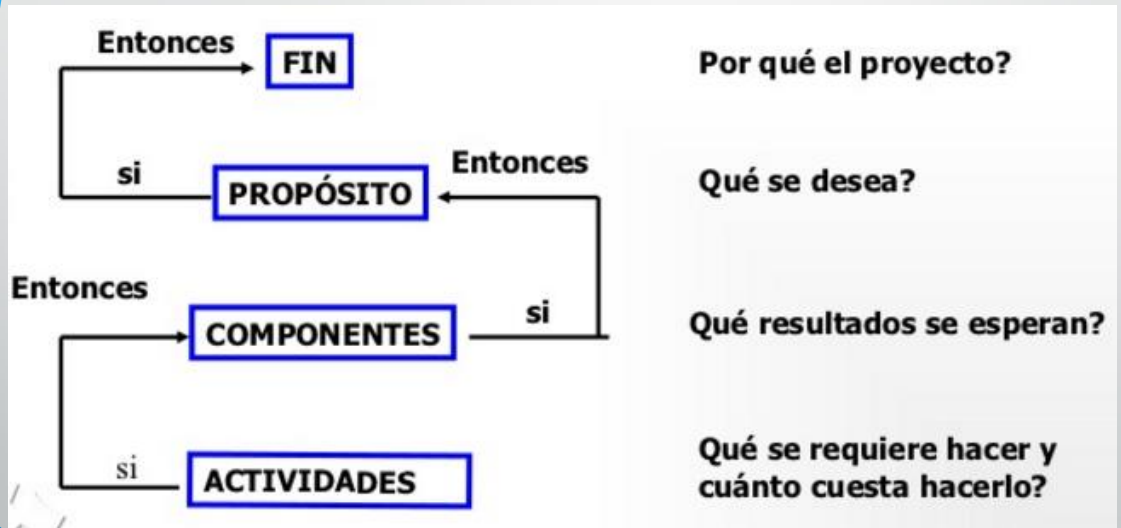 Entonces
FIN
Por qué el proyecto?
si
PROPÓSITO
Entonces
Qué se desea?
Entonces
COMPONENTES
si
Qué resultados se esperan?
si
ACTIVIDADES
Qué se requiere hacer y
cuánto cuesta hacerlo?